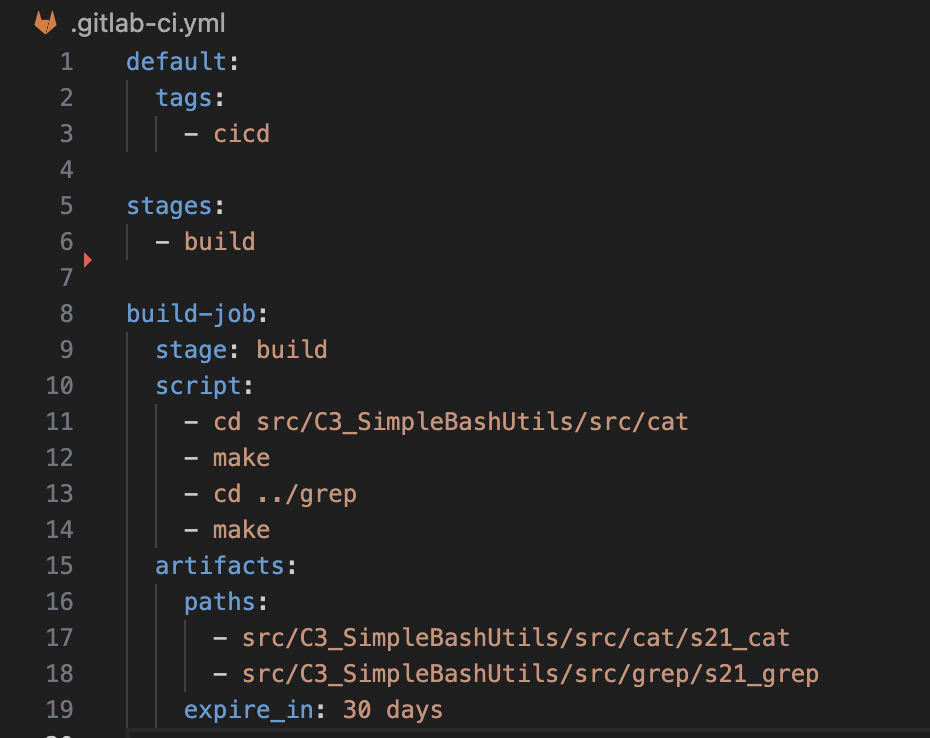 .gitlab-ci.yml
1 default:
2   tags:
3     - cicd
4
5 stages:
6   - build
7
8 build-job:
9   stage: build
10   script:
11     - cd src/C3_SimpleBashUtils/src/cat
12     - make
13     - cd ../grep
14     - make
15   artifacts:
16     paths:
17       - src/C3_SimpleBashUtils/src/cat/s21_cat
18       - src/C3_SimpleBashUtils/src/grep/s21_grep
19     expire_in: 30 days